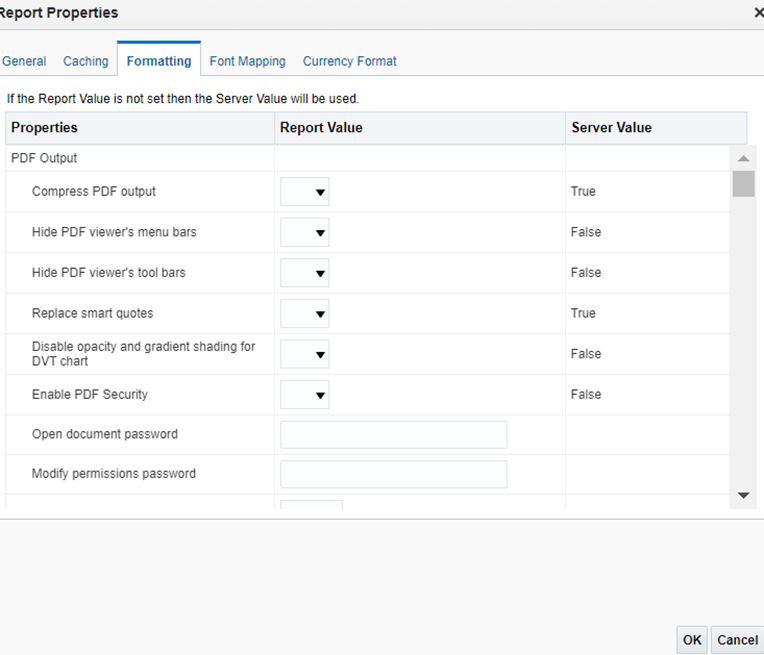 Report Properties
General Caching Formatting Font Mapping Currency Format
If the Report Value is not set then the Server Value will be used.
Properties Report Value Server Value
PDF Output
Compress PDF output True
Hide PDF viewer's menu bars False
Hide PDF viewer's tool bars False
Replace smart quotes True
Disable opacity and gradient shading for
DVT chart False
Enable PDF Security False
Open document password
Modify permissions password
OK Cancel